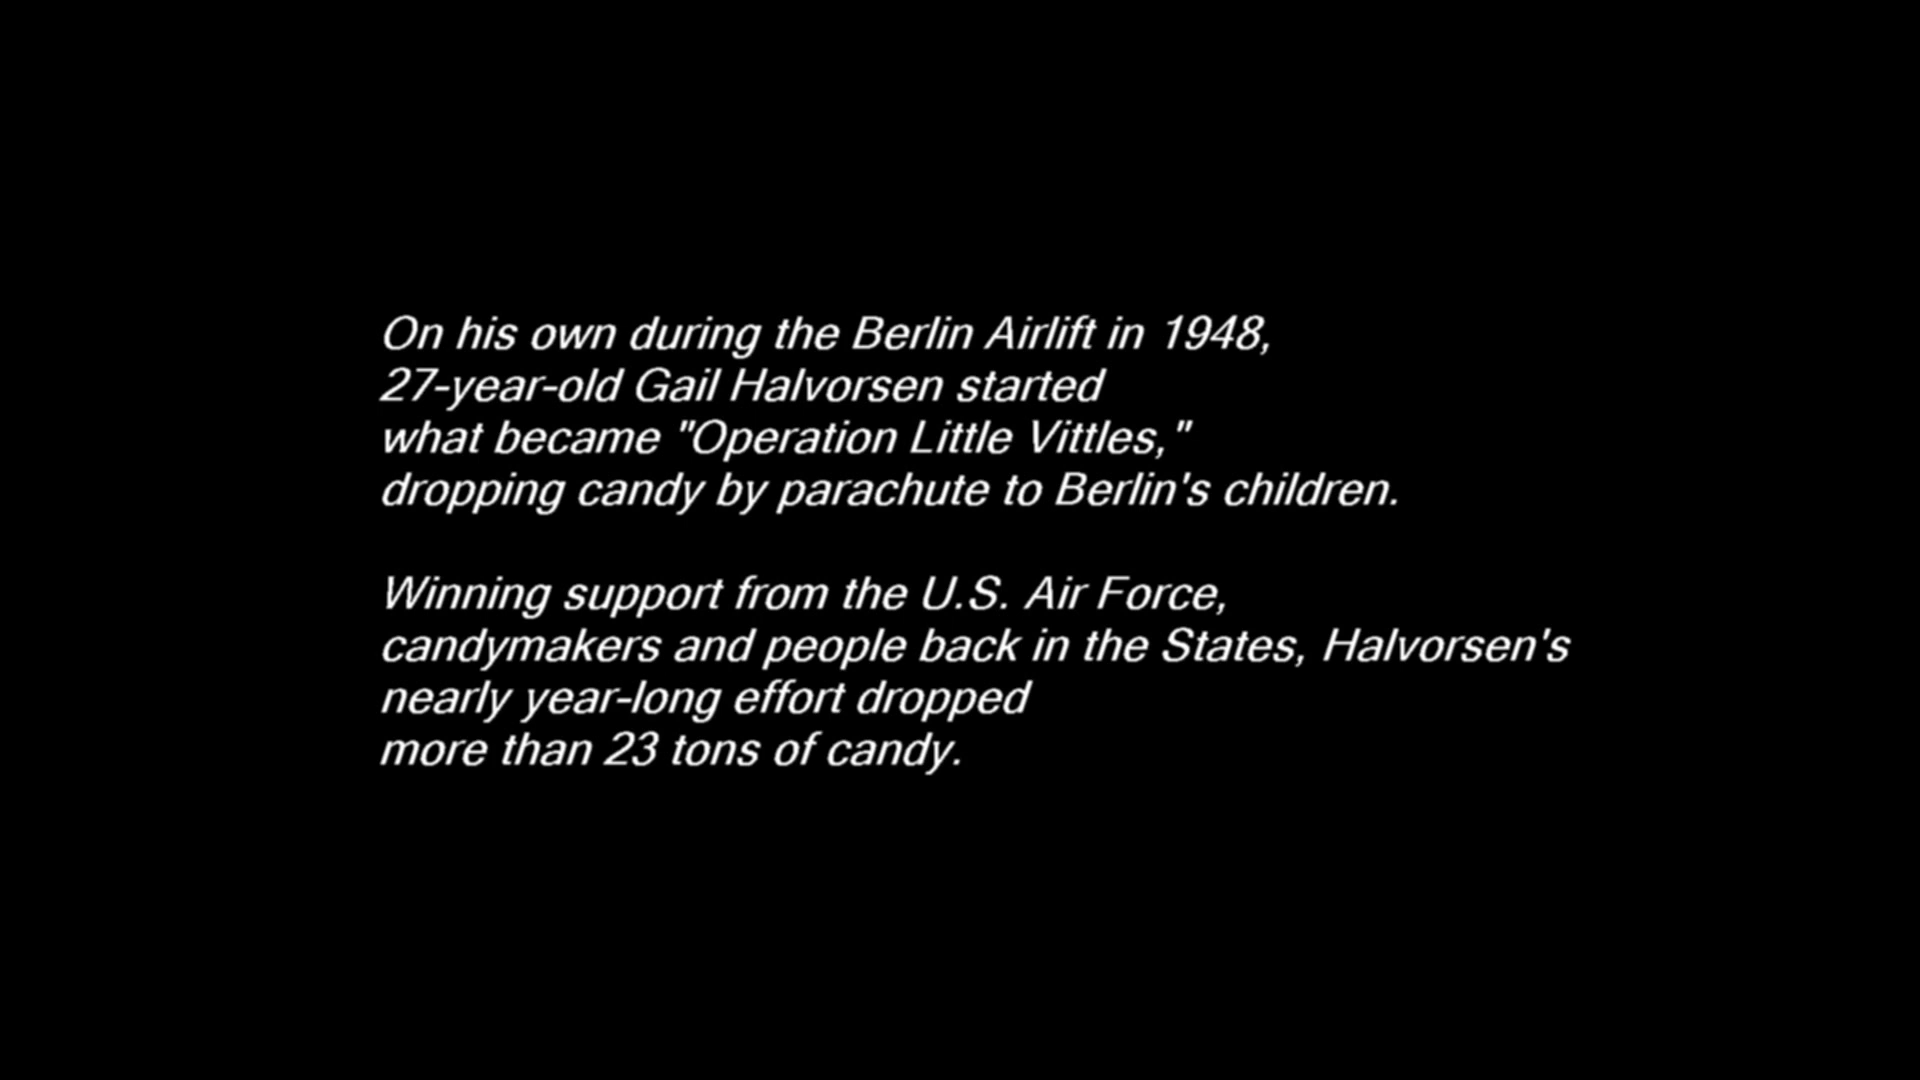 On his own during the Berlin Airlift in 1948,
27-year-old Gail Halvorsen started
what became "Operation Little Vittles,"
dropping candy by parachute to Berlin's children.
Winning support from the U.S. Air Force,
candymakers and people back in the States, Halvorsen's
nearly year-long effort dropped
more than 23 tons of candy.